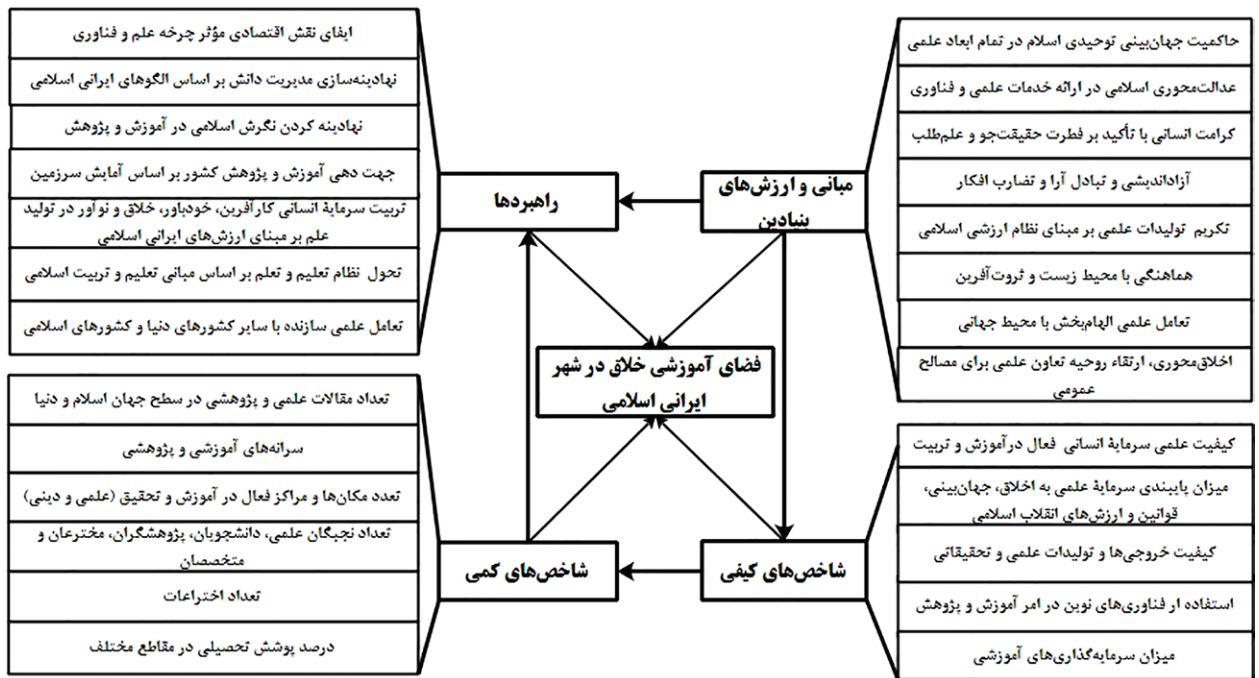 حاکمیت جهان‌بینی توحیدی اسلام در تمام ابعاد علمی
عدالت‌محوری اسلامی در ارائه خدمات علمی و فناوری
کرامت انسانی با تأکید بر فطرت حقیقت‌جو و علم‌طلب
آزاداندیشی و تبادل آرا و تضارب افکار
تکریم تولیدات علمی بر مبنای نظام ارزشی اسلامی
هماهنگی با محیط زیست و ثروت‌آفرین
تعامل علمی الهام‌بخش با محیط جهانی
اخلاق‌محوری، ارتقاء روحیه تعاون علمی برای مصالح
عمومی
مبانی و ارزش‌های
بنیادین
راهبردها
ایفای نقش اقتصادی مؤثر چرخه علم و فناوری
نهادینه‌سازی مدیریت دانش بر اساس الگوهای ایرانی اسلامی
نهادینه کردن نگرش اسلامی در آموزش و پژوهش
جهت دهی آموزش و پژوهش کشور بر اساس آمایش سرزمین
تربیت سرمایهٔ انسانی کارآفرین، خودباور، خلاق و نوآور در تولید
علم بر مبنای ارزش‌های ایرانی اسلامی
تحول نظام تعلیم و تعلم بر اساس مبانی تعلیم و تربیت اسلامی
تعامل علمی سازنده با سایر کشورهای دنیا و کشورهای اسلامی
فضای آموزشی خلاق در شهر
ایرانی اسلامی
کیفیت علمی سرمایهٔ انسانی فعال درآموزش و تربیت
میزان پایبندی سرمایهٔ علمی به اخلاق، جهان‌بینی،
قوانین و ارزش‌های انقلاب اسلامی
کیفیت خروجی‌ها و تولیدات علمی و تحقیقاتی
استفاده ار فناوری‌های نوین در امر آموزش و پژوهش
میزان سرمایه‌گذاری‌های آموزشی
شاخص‌های کیفی
شاخص‌های کمی
تعداد مقالات علمی و پژوهشی در سطح جهان اسلام و دنیا
سرانه‌های آموزشی و پژوهشی
تعدد مکان‌ها و مراکز فعال در آموزش و تحقیق (علمی و دینی)
تعداد نخبگان علمی، دانشجویان، پژوهشگران، مخترعان و
متخصصان
تعداد اختراعات
درصد پوشش تحصیلی در مقاطع مختلف